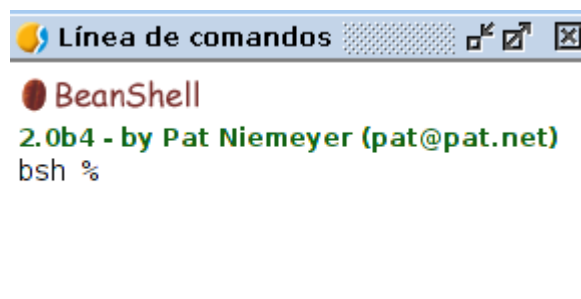 Línea de comandos
BeanShell
2.0b4 - by Pat Niemeyer (pat@pat.net)
bsh %